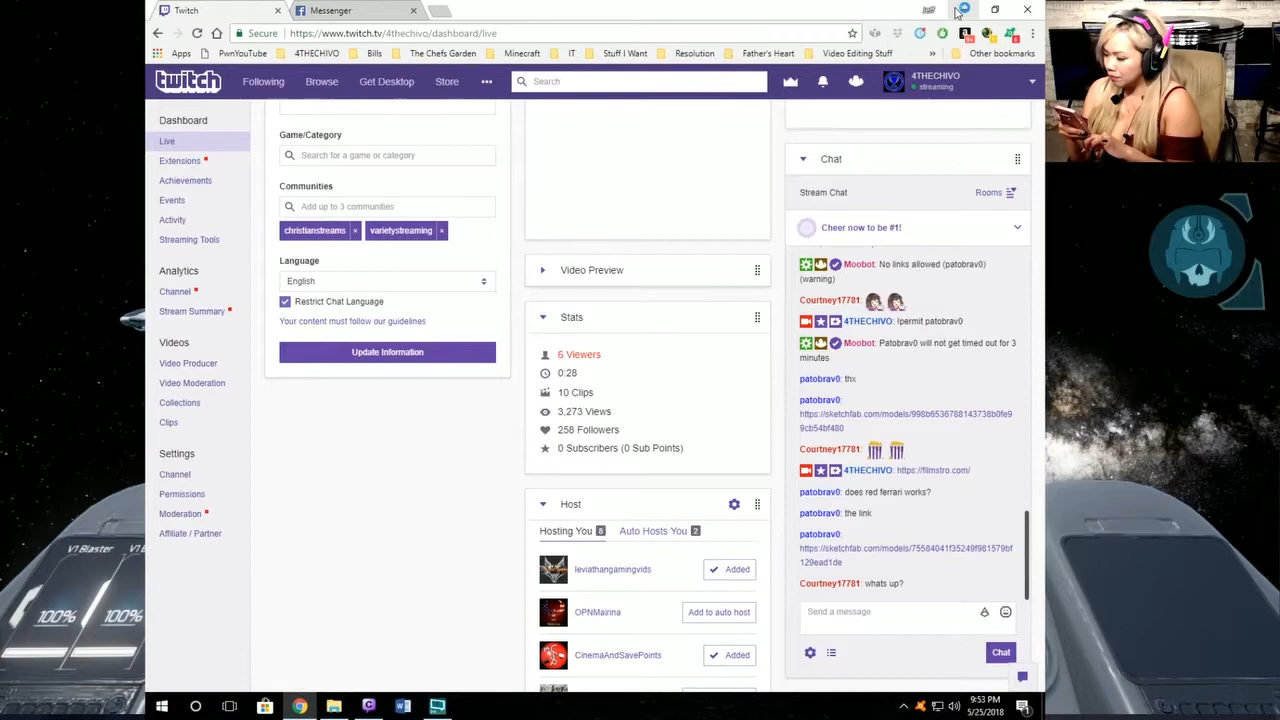 Twitch
Messenger
Secure https://www.twitch.tv/4thechivo/dashboard/live
Apps PwnYouTube 4THECHIVO Bills The Chefs Garden Minecraft IT Stuff I Want Resolution Father's Heart Video Editing Stuff » Other bookmarks
twitch Following Browse Get Desktop Store ••• Search 4THECHIVO
streaming
Dashboard
Live
Extensions
Achievements
Events
Activity
Streaming Tools
Analytics
Channel
Stream Summary
Videos
Video Producer
Video Moderation
Collections
Clips
Settings
Channel
Permissions
Moderation
Affiliate / Partner
Game/Category
Search for a game or category
Communities
Add up to 3 communities
christianstreams × varietystreaming ×
Language
English
Restrict Chat Language
Your content must follow our guidelines
Update Information
Video Preview
Stats
6 Viewers
0:28
10 Clips
3,273 Views
258 Followers
0 Subscribers (0 Sub Points)
Host
Hosting You 8 Auto Hosts You 2
leviathangamingvids Added
OPNMairina Add to auto host
CinemaAndSavePoints Added
Chat
Stream Chat Rooms
Cheer now to be #1!
Moobot: No links allowed (patobrav0)
(warning)
Courtney17781:
4THECHIVO: !permit patobrav0
Moobot: Patobrav0 will not get timed out for 3
minutes
patobrav0: thx
patobrav0:
https://sketchfab.com/models/998b6536788143738b0fe9
9cb54bf480
Courtney17781:
4THECHIVO: https://filmstro.com/
patobrav0: does red ferrari works?
patobrav0: the link
patobrav0:
https://sketchfab.com/models/75584041f35249f981579bf
129ead1de
Courtney17781: whats up?
Send a message
Chat
V1 Blaster
100% 100%
9:53 PM
5/25/2018